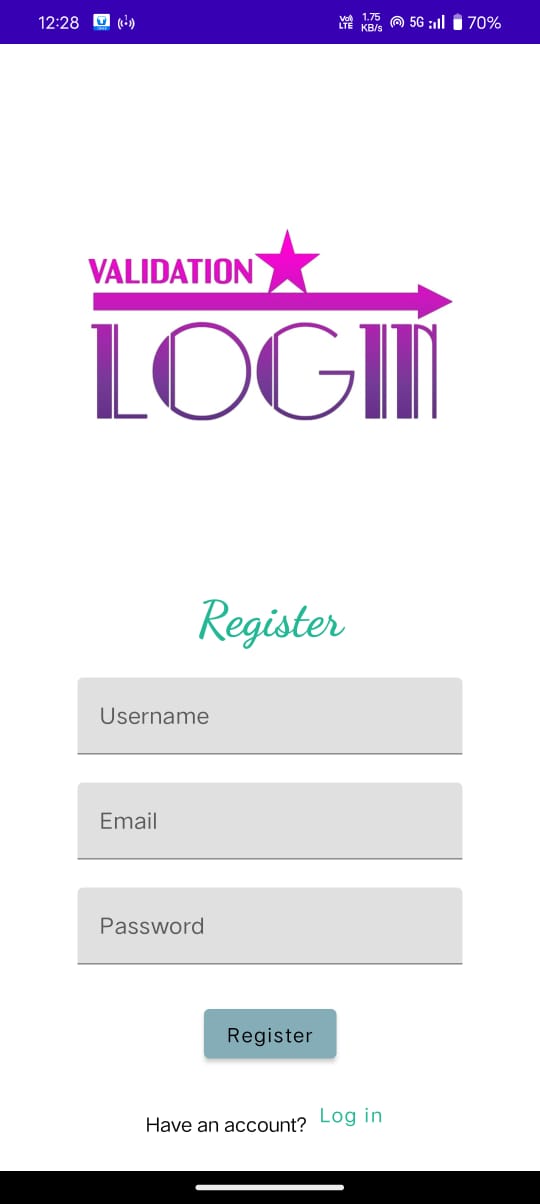 12:28 Vo) LTE 1.75 KB/s 5G 70%
VALIDATION
LOGIN
Register
Username
Email
Password
Register
Have an account? Log in